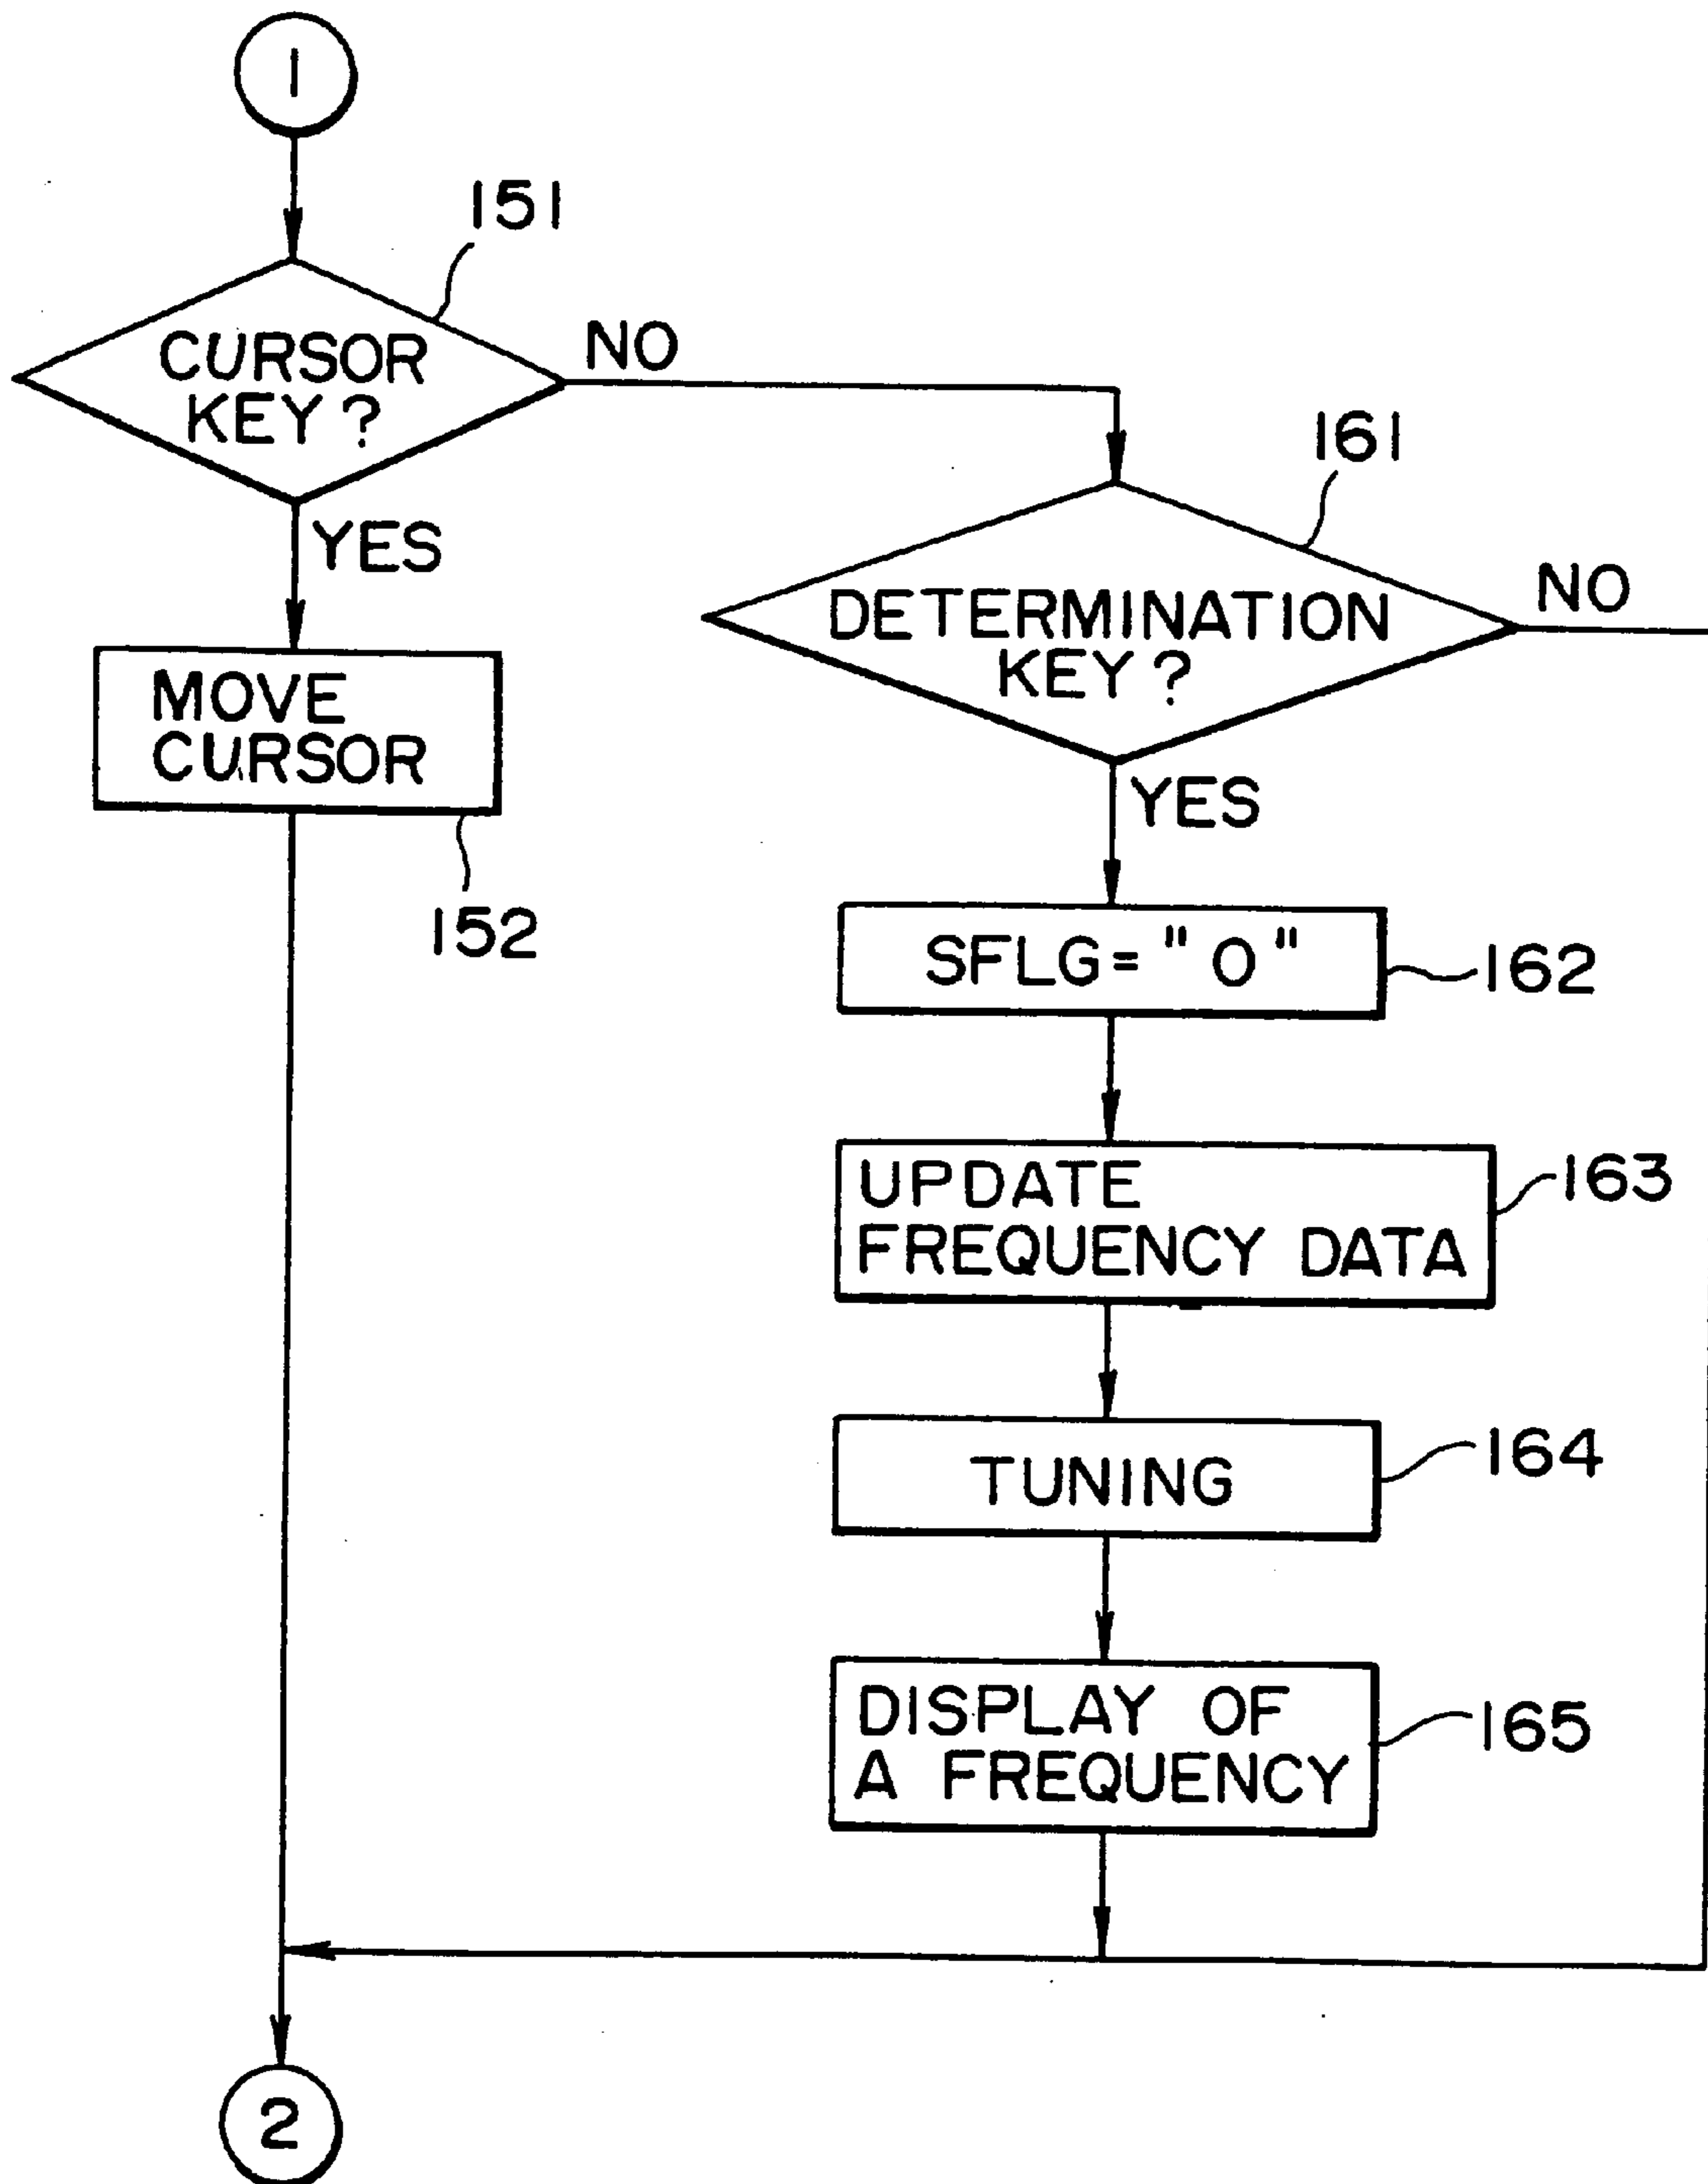 1
151
CURSOR
KEY?
NO
YES
161
DETERMINATION
KEY?
NO
YES
MOVE
CURSOR
152
SFLG="0"
162
UPDATE
FREQUENCY DATA
163
TUNING
164
DISPLAY OF
A FREQUENCY
165
2